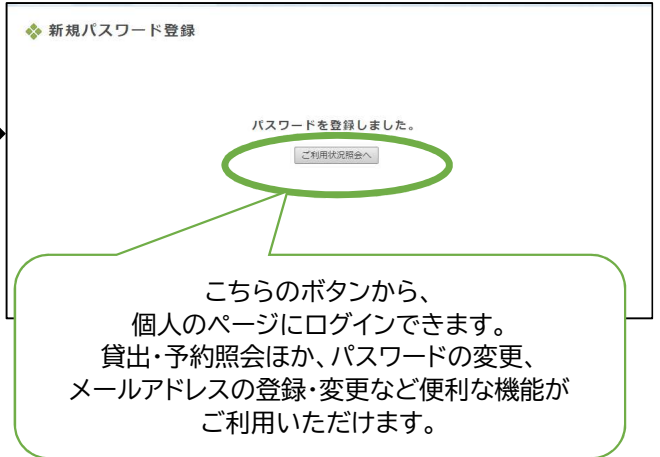 新規パスワード登録
パスワードを登録しました。
ご利用状況照会へ
こちらのボタンから、
個人のページにログインできます。
貸出・予約照会ほか、パスワードの変更、
メールアドレスの登録・変更など便利な機能が
ご利用いただけます。